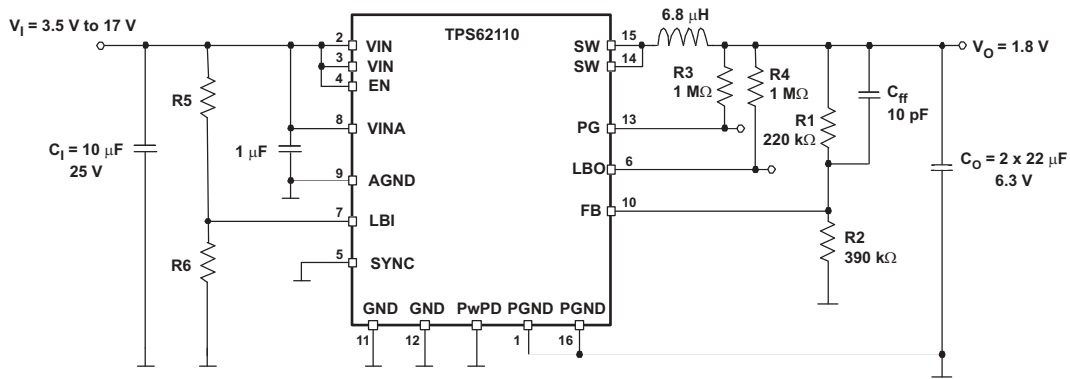 V_I = 3.5 V to 17 V
TPS62110
6.8 μH
V_O = 1.8 V
2 VIN
3 VIN
4 EN
8 VINA
9 AGND
7 LBI
5 SYNC
SW 15
SW 14
PG 13
LBO 6
FB 10
GND GND PwPD PGND PGND
11 12 1 16
R5
R6
C_I = 10 μF
25 V
1 μF
R3
1 MΩ
R4
1 MΩ
C_ff
10 pF
R1
220 kΩ
R2
390 kΩ
C_O = 2 x 22 μF
6.3 V